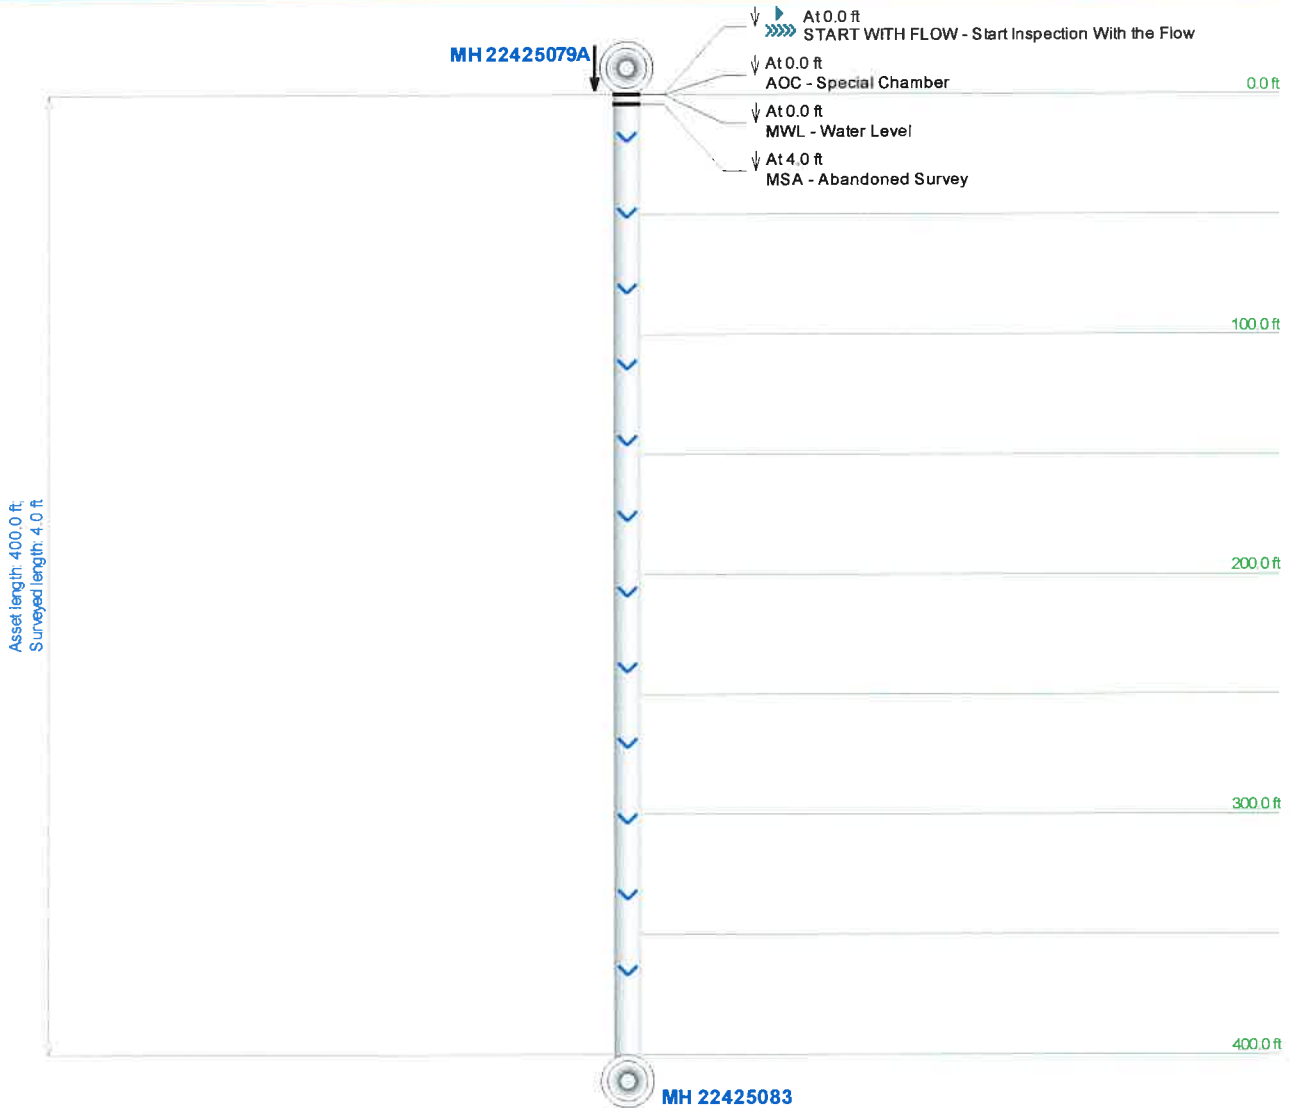 At 0.0 ft
START WITH FLOW - Start Inspection With the Flow
MH 22425079A
At 0.0 ft
AOC - Special Chamber
0.0 ft
At 0.0 ft
MWL - Water Level
At 4.0 ft
MSA - Abandoned Survey
100.0 ft
Asset length: 400.0 ft;
Surveyed length: 4.0 ft
200.0 ft
300.0 ft
400.0 ft
MH 22425083